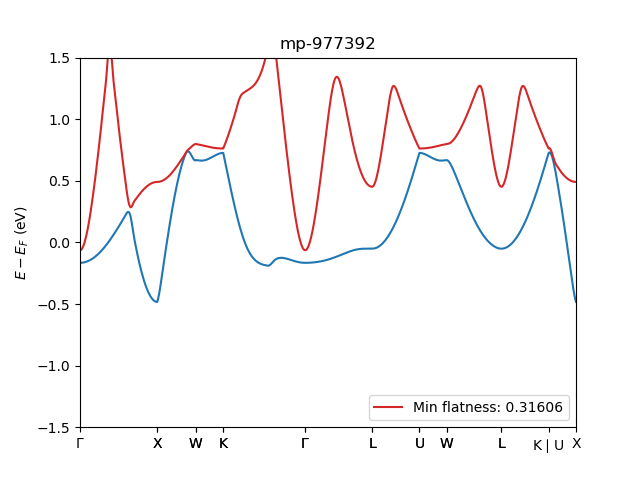 mp-977392
1.5
1.0
0.5
0.0
−0.5
−1.0
−1.5
E − E_F (eV)
Min flatness: 0.31606
Γ X W K Γ L U W L K | U X